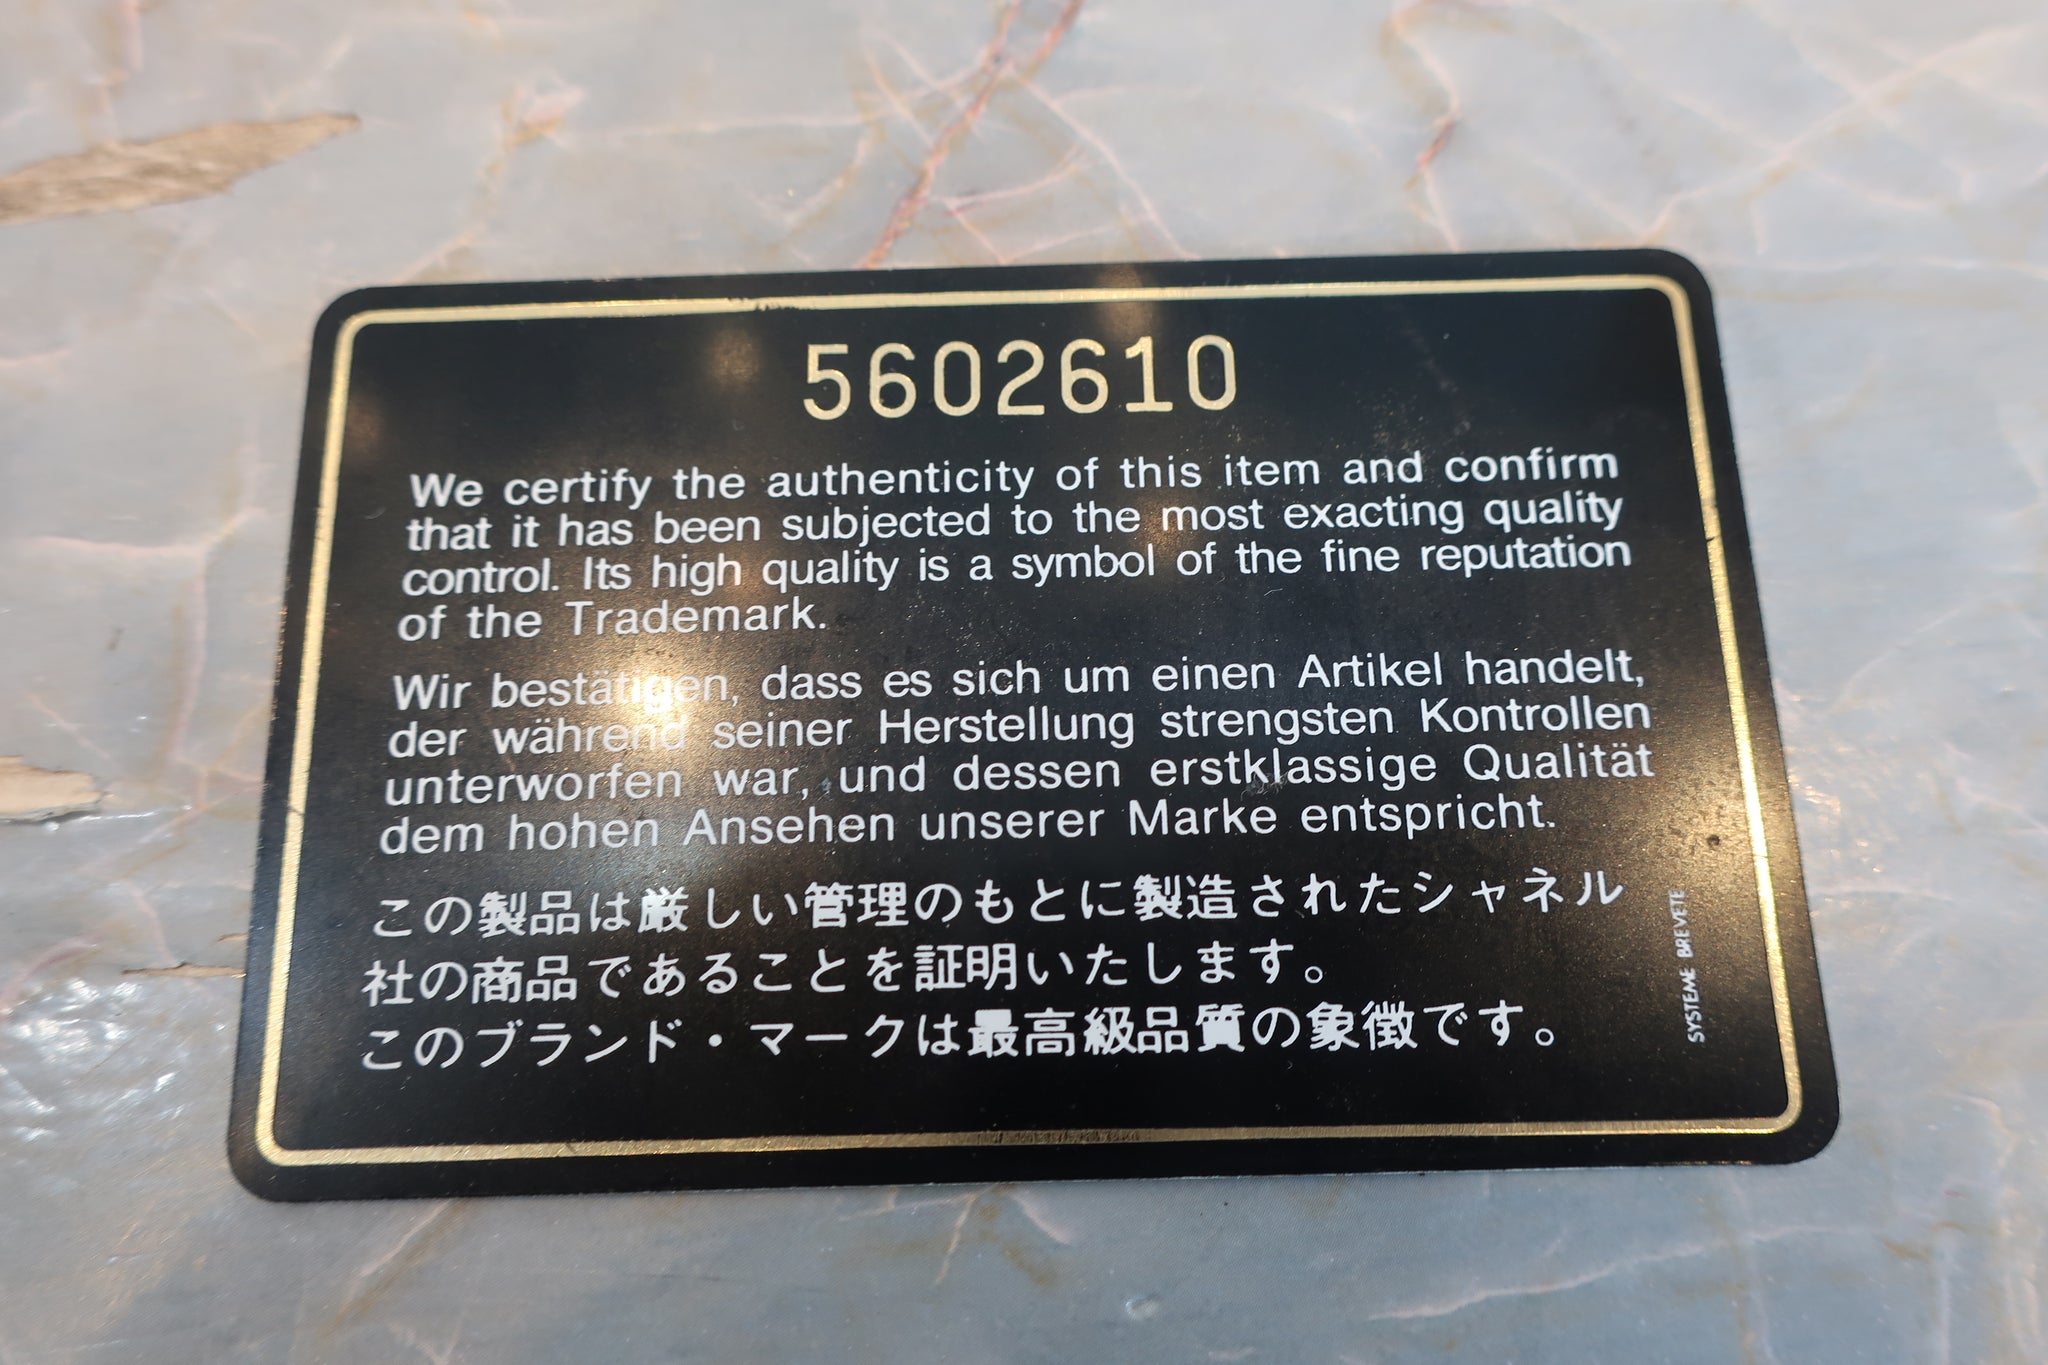 5602610
We certify the authenticity of this item and confirm
that it has been subjected to the most exacting quality
control. Its high quality is a symbol of the fine reputation
of the Trademark.
Wir bestätigen, dass es sich um einen Artikel handelt,
der während seiner Herstellung strengsten Kontrollen
unterworfen war, und dessen erstklassige Qualität
dem hohen Ansehen unserer Marke entspricht.
この製品は厳しい管理のもとに製造されたシャネル
社の商品であることを証明いたします。
このブランド・マークは最高級品質の象徴です。
SYSTEME BREVETE